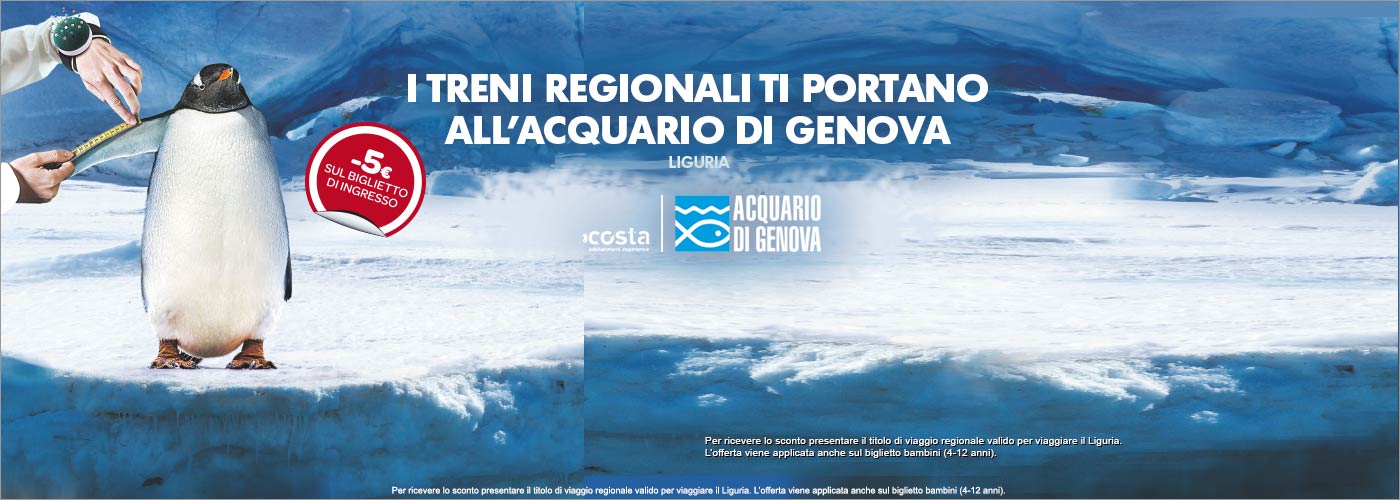 I TRENI REGIONALI TI PORTANO
ALL'ACQUARIO DI GENOVA
LIGURIA
-5€
SUL BIGLIETTO
DI INGRESSO
costa
edutainment experience
ACQUARIO
DI GENOVA
Per ricevere lo sconto presentare il titolo di viaggio regionale valido per viaggiare il Liguria.
L'offerta viene applicata anche sul biglietto bambini (4-12 anni).
Per ricevere lo sconto presentare il titolo di viaggio regionale valido per viaggiare il Liguria. L'offerta viene applicata anche sul biglietto bambini (4-12 anni).